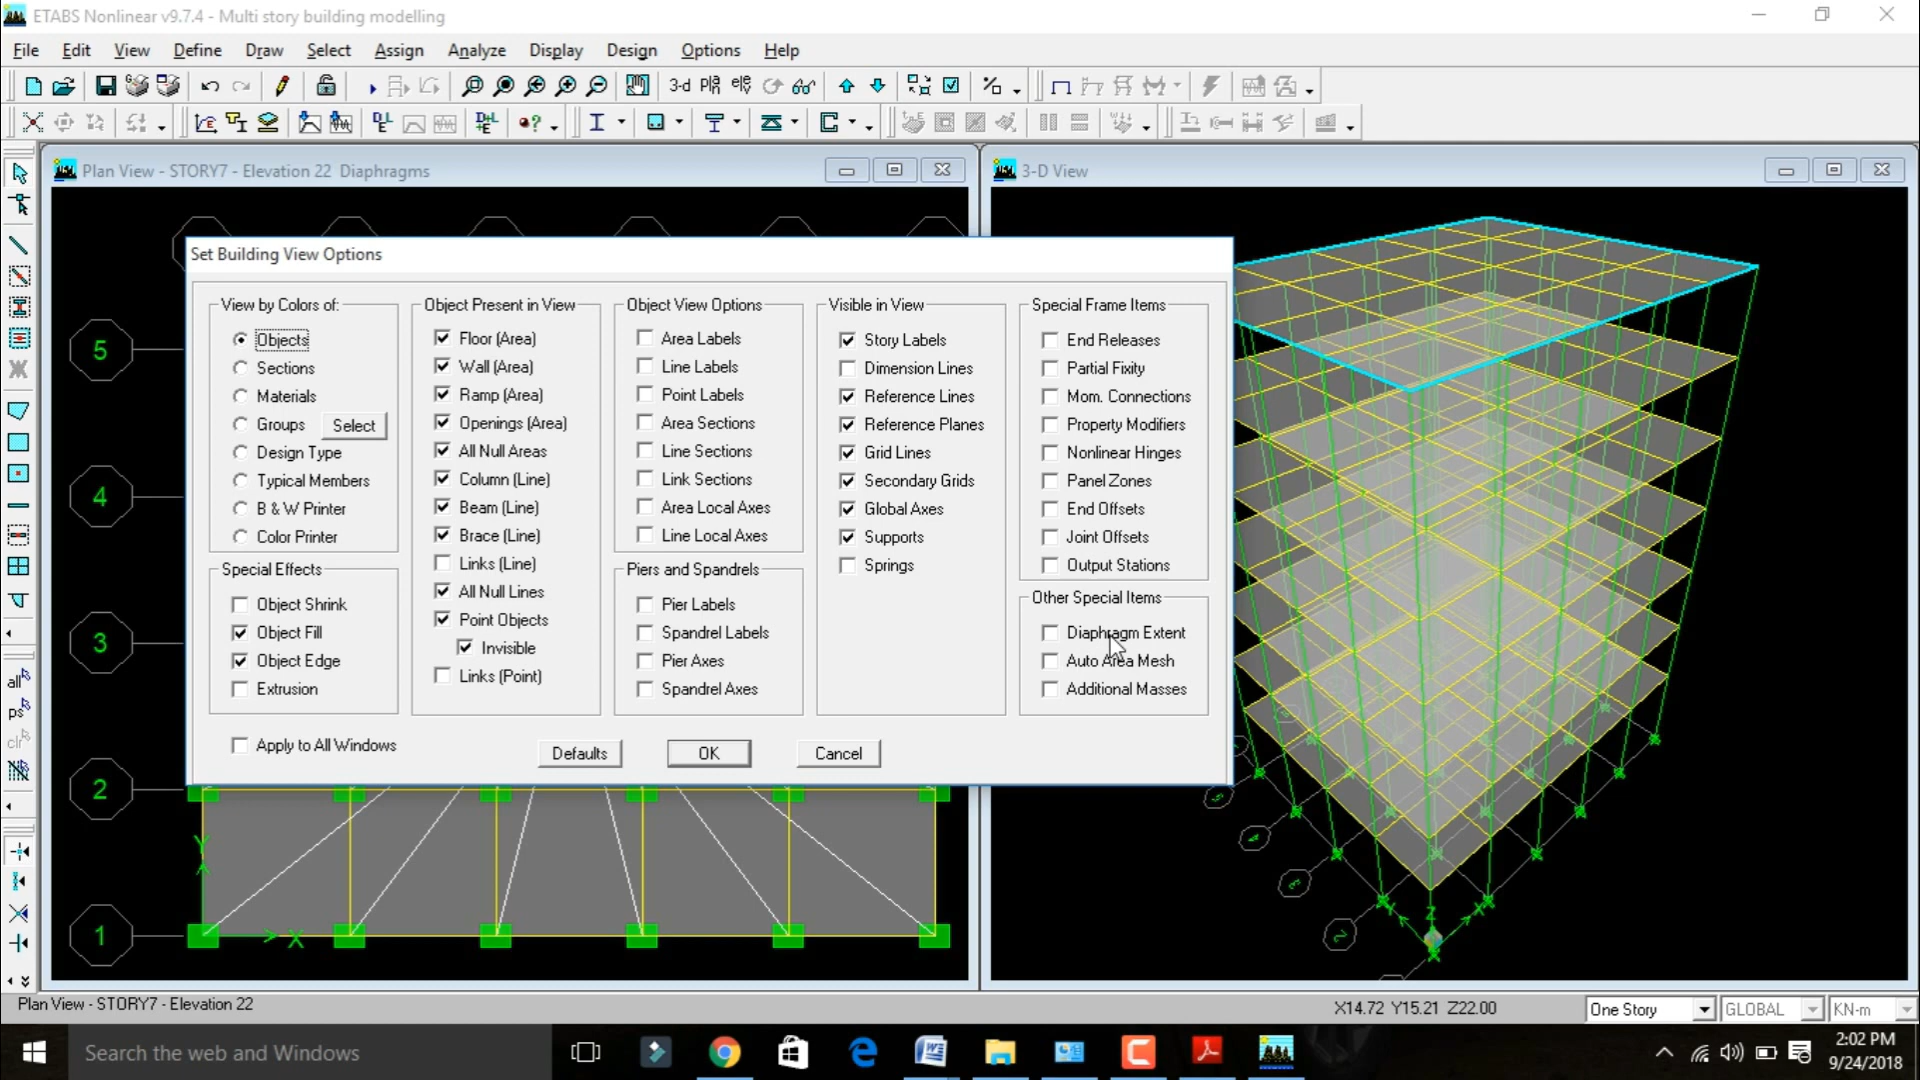 ETABS Nonlinear v9.7.4 - Multi story building modelling
File Edit View Define Draw Select Assign Analyze Display Design Options Help
3-d
Plan View - STORY7 - Elevation 22 Diaphragms
3-D View
Set Building View Options
View by Colors of:
Objects
Sections
Materials
Groups Select
Design Type
Typical Members
B & W Printer
Color Printer
Special Effects
Object Shrink
Object Fill
Object Edge
Extrusion
Apply to All Windows
Object Present in View
Floor (Area)
Wall (Area)
Ramp (Area)
Openings (Area)
All Null Areas
Column (Line)
Beam (Line)
Brace (Line)
Links (Line)
All Null Lines
Point Objects
Invisible
Links (Point)
Object View Options
Area Labels
Line Labels
Point Labels
Area Sections
Line Sections
Link Sections
Area Local Axes
Line Local Axes
Piers and Spandrels
Pier Labels
Spandrel Labels
Pier Axes
Spandrel Axes
Visible in View
Story Labels
Dimension Lines
Reference Lines
Reference Planes
Grid Lines
Secondary Grids
Global Axes
Supports
Springs
Special Frame Items
End Releases
Partial Fixity
Mom. Connections
Property Modifiers
Nonlinear Hinges
Panel Zones
End Offsets
Joint Offsets
Output Stations
Other Special Items
Diaphragm Extent
Auto Area Mesh
Additional Masses
Defaults OK Cancel
5
4
3
2
1
Y
X
Z
X
Y
all
ps
clr
Plan View - STORY7 - Elevation 22
X14.72 Y15.21 Z22.00
One Story
GLOBAL
KN-m
Search the web and Windows
2:02 PM
9/24/2018